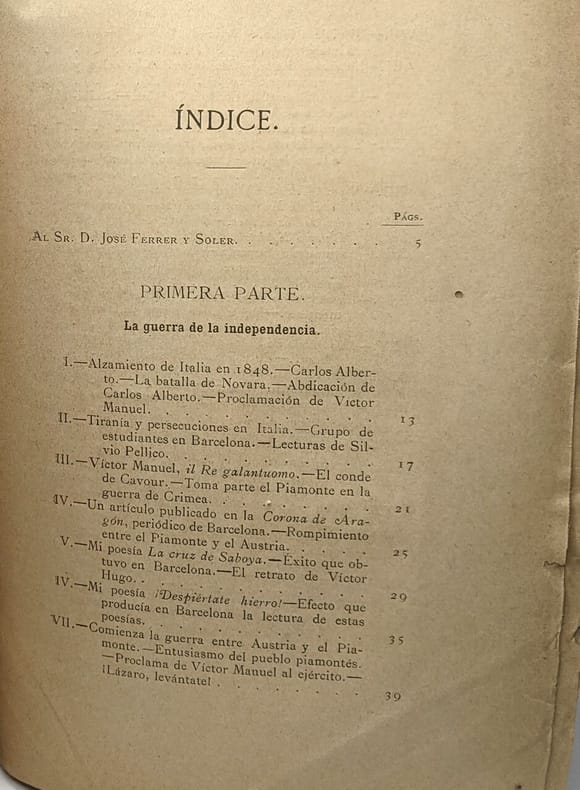 ÍNDICE.
PÁGS.
AL SR. D. JOSÉ FERRER Y SOLER. . . . . . . . 5
PRIMERA PARTE.
La guerra de la independencia.
I.—Alzamiento de Italia en 1848.—Carlos Alber-
to.—La batalla de Novara.—Abdicación de
Carlos Alberto.—Proclamación de Víctor
Manuel. . . . . . . . . . 13
II.—Tiranía y persecuciones en Italia.—Grupo de
estudiantes en Barcelona.—Lecturas de Sil-
vio Pellico. . . . . . . . . . 17
III.—Víctor Manuel, il Re galantuomo.—El conde
de Cavour.—Toma parte el Piamonte en la
guerra de Crimea. . . . . . . . 21
IV.—Un artículo publicado en la Corona de Ara-
gón, periódico de Barcelona.—Rompimiento
entre el Piamonte y el Austria. . . . . 25
V.—Mi poesía La cruz de Saboya.—Éxito que ob-
tuvo en Barcelona.—El retrato de Víctor
Hugo. . . . . . . . . . . 29
IV.—Mi poesía ¡Despiértate hierro!—Efecto que
producía en Barcelona la lectura de estas
poesías. . . . . . . . . . 35
VII.—Comienza la guerra entre Austria y el Pia-
monte.—Entusiasmo del pueblo piamontés.
—Proclama de Víctor Manuel al ejército.—
¡Lázaro, levántate! . . . . . . . 39